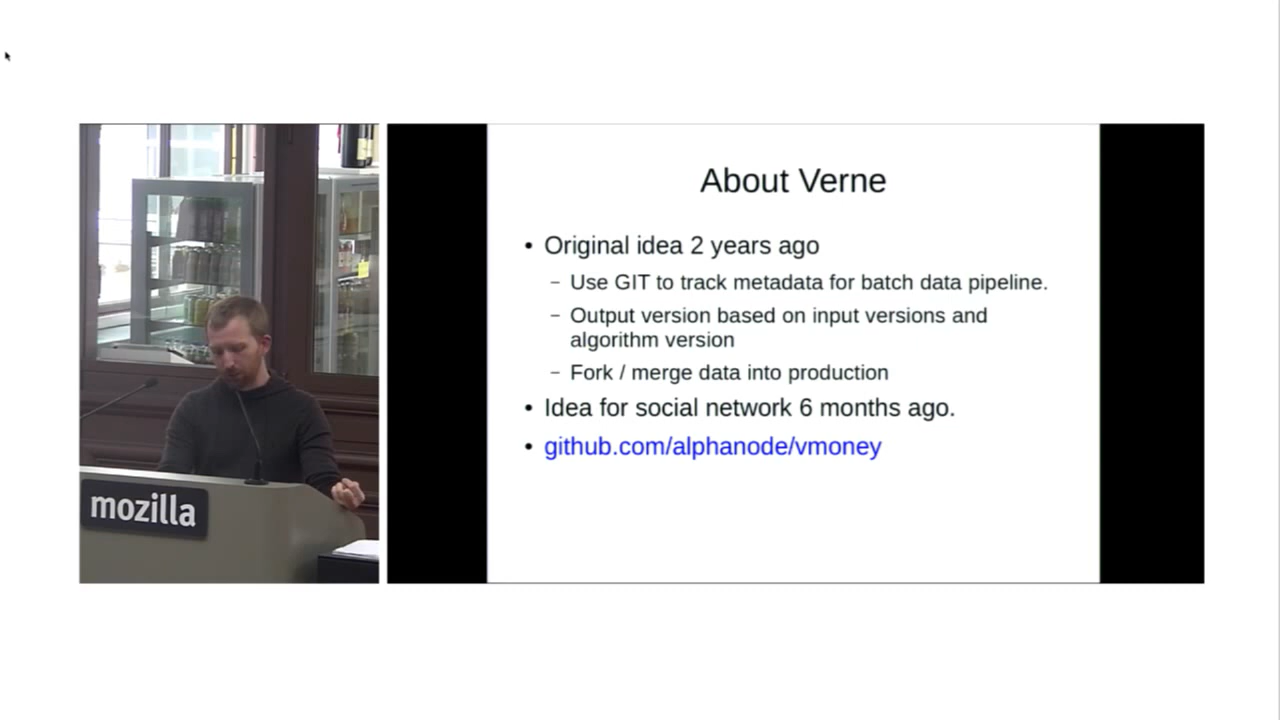 About Verne
• Original idea 2 years ago
– Use GIT to track metadata for batch data pipeline.
– Output version based on input versions and
algorithm version
– Fork / merge data into production
• Idea for social network 6 months ago.
• github.com/alphanode/vmoney
mozilla